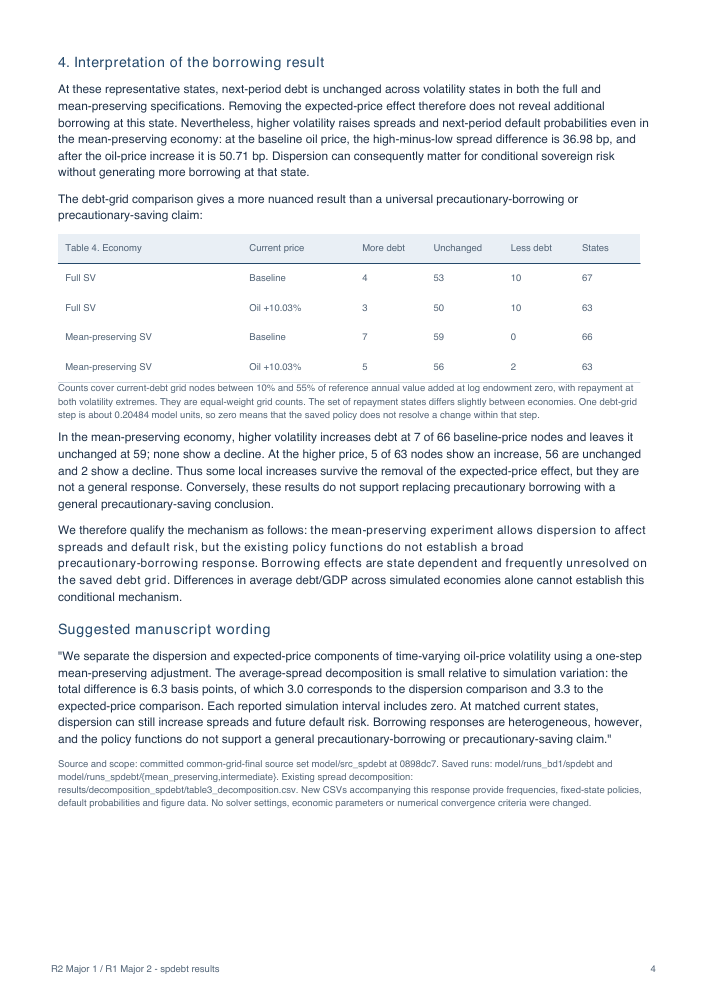 4. Interpretation of the borrowing result
At these representative states, next-period debt is unchanged across volatility states in both the full and
mean-preserving specifications. Removing the expected-price effect therefore does not reveal additional
borrowing at this state. Nevertheless, higher volatility raises spreads and next-period default probabilities even in
the mean-preserving economy: at the baseline oil price, the high-minus-low spread difference is 36.98 bp, and
after the oil-price increase it is 50.71 bp. Dispersion can consequently matter for conditional sovereign risk
without generating more borrowing at that state.
The debt-grid comparison gives a more nuanced result than a universal precautionary-borrowing or
precautionary-saving claim:
Table 4. Economy Current price More debt Unchanged Less debt States
Full SV Baseline 4 53 10 67
Full SV Oil +10.03% 3 50 10 63
Mean-preserving SV Baseline 7 59 0 66
Mean-preserving SV Oil +10.03% 5 56 2 63
Counts cover current-debt grid nodes between 10% and 55% of reference annual value added at log endowment zero, with repayment at
both volatility extremes. They are equal-weight grid counts. The set of repayment states differs slightly between economies. One debt-grid
step is about 0.20484 model units, so zero means that the saved policy does not resolve a change within that step.
In the mean-preserving economy, higher volatility increases debt at 7 of 66 baseline-price nodes and leaves it
unchanged at 59; none show a decline. At the higher price, 5 of 63 nodes show an increase, 56 are unchanged
and 2 show a decline. Thus some local increases survive the removal of the expected-price effect, but they are
not a general response. Conversely, these results do not support replacing precautionary borrowing with a
general precautionary-saving conclusion.
We therefore qualify the mechanism as follows: the mean-preserving experiment allows dispersion to affect
spreads and default risk, but the existing policy functions do not establish a broad
precautionary-borrowing response. Borrowing effects are state dependent and frequently unresolved on
the saved debt grid. Differences in average debt/GDP across simulated economies alone cannot establish this
conditional mechanism.
Suggested manuscript wording
"We separate the dispersion and expected-price components of time-varying oil-price volatility using a one-step
mean-preserving adjustment. The average-spread decomposition is small relative to simulation variation: the
total difference is 6.3 basis points, of which 3.0 corresponds to the dispersion comparison and 3.3 to the
expected-price comparison. Each reported simulation interval includes zero. At matched current states,
dispersion can still increase spreads and future default risk. Borrowing responses are heterogeneous, however,
and the policy functions do not support a general precautionary-borrowing or precautionary-saving claim."
Source and scope: committed common-grid-final source set model/src_spdebt at 0898dc7. Saved runs: model/runs_bd1/spdebt and
model/runs_spdebt/{mean_preserving,intermediate}. Existing spread decomposition:
results/decomposition_spdebt/table3_decomposition.csv. New CSVs accompanying this response provide frequencies, fixed-state policies,
default probabilities and figure data. No solver settings, economic parameters or numerical convergence criteria were changed.
R2 Major 1 / R1 Major 2 - spdebt results 4